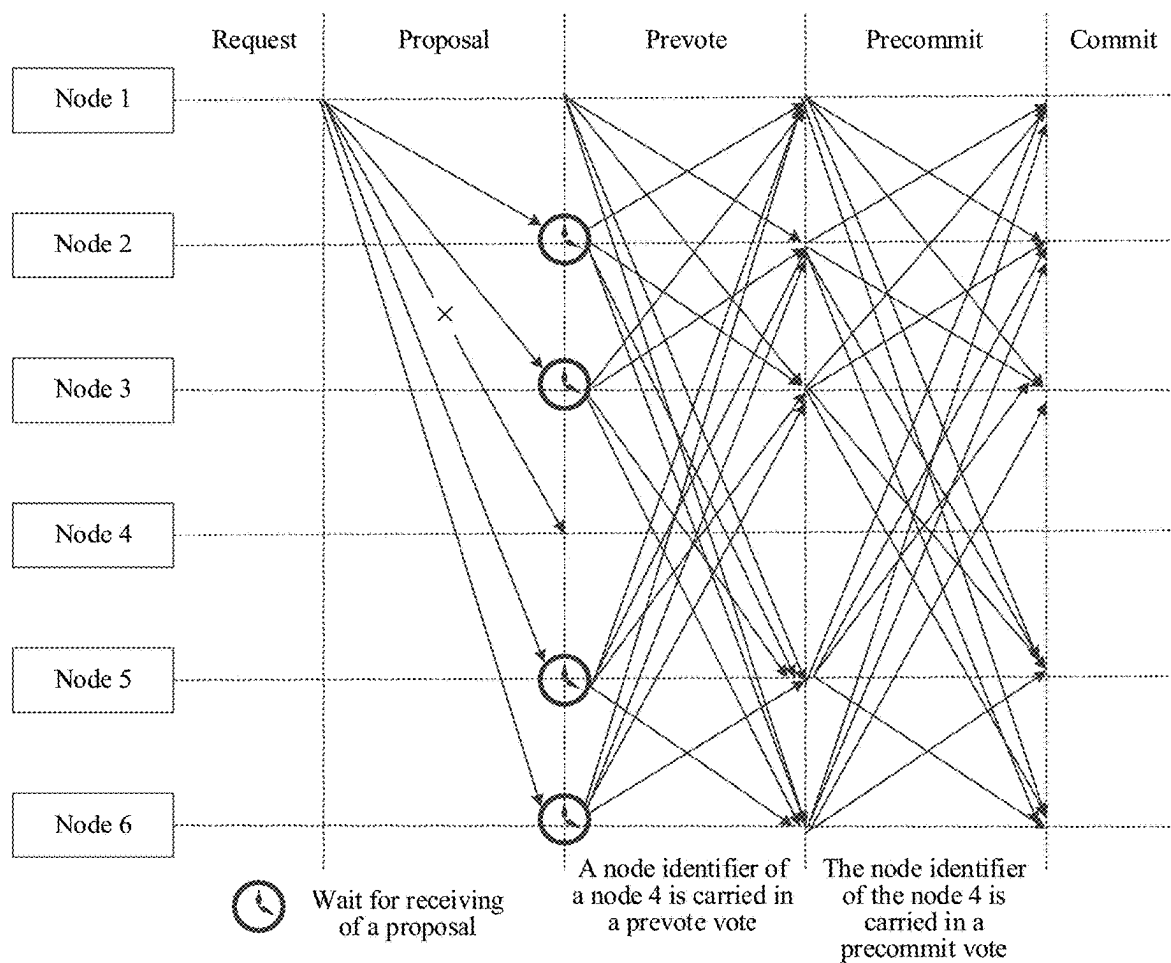 Request
Proposal
Prevote
Precommit
Commit
Node 1
Node 2
Node 3
Node 4
Node 5
Node 6
Wait for receiving
of a proposal
A node identifier of
a node 4 is carried in
a prevote vote
The node identifier
of the node 4 is
carried in a
precommit vote